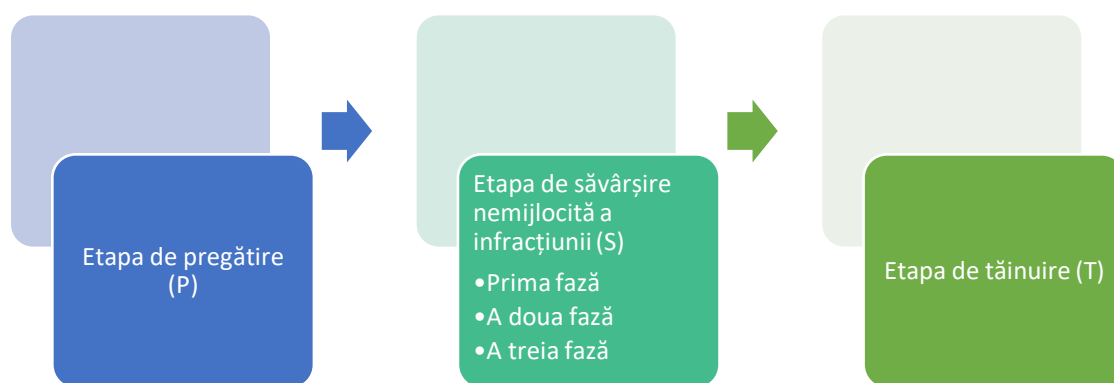 Etapa de pregătire
(P)
Etapa de săvârșire
nemijlocită a
infracțiunii (S)
•Prima fază
•A doua fază
•A treia fază
Etapa de tăinuire (T)